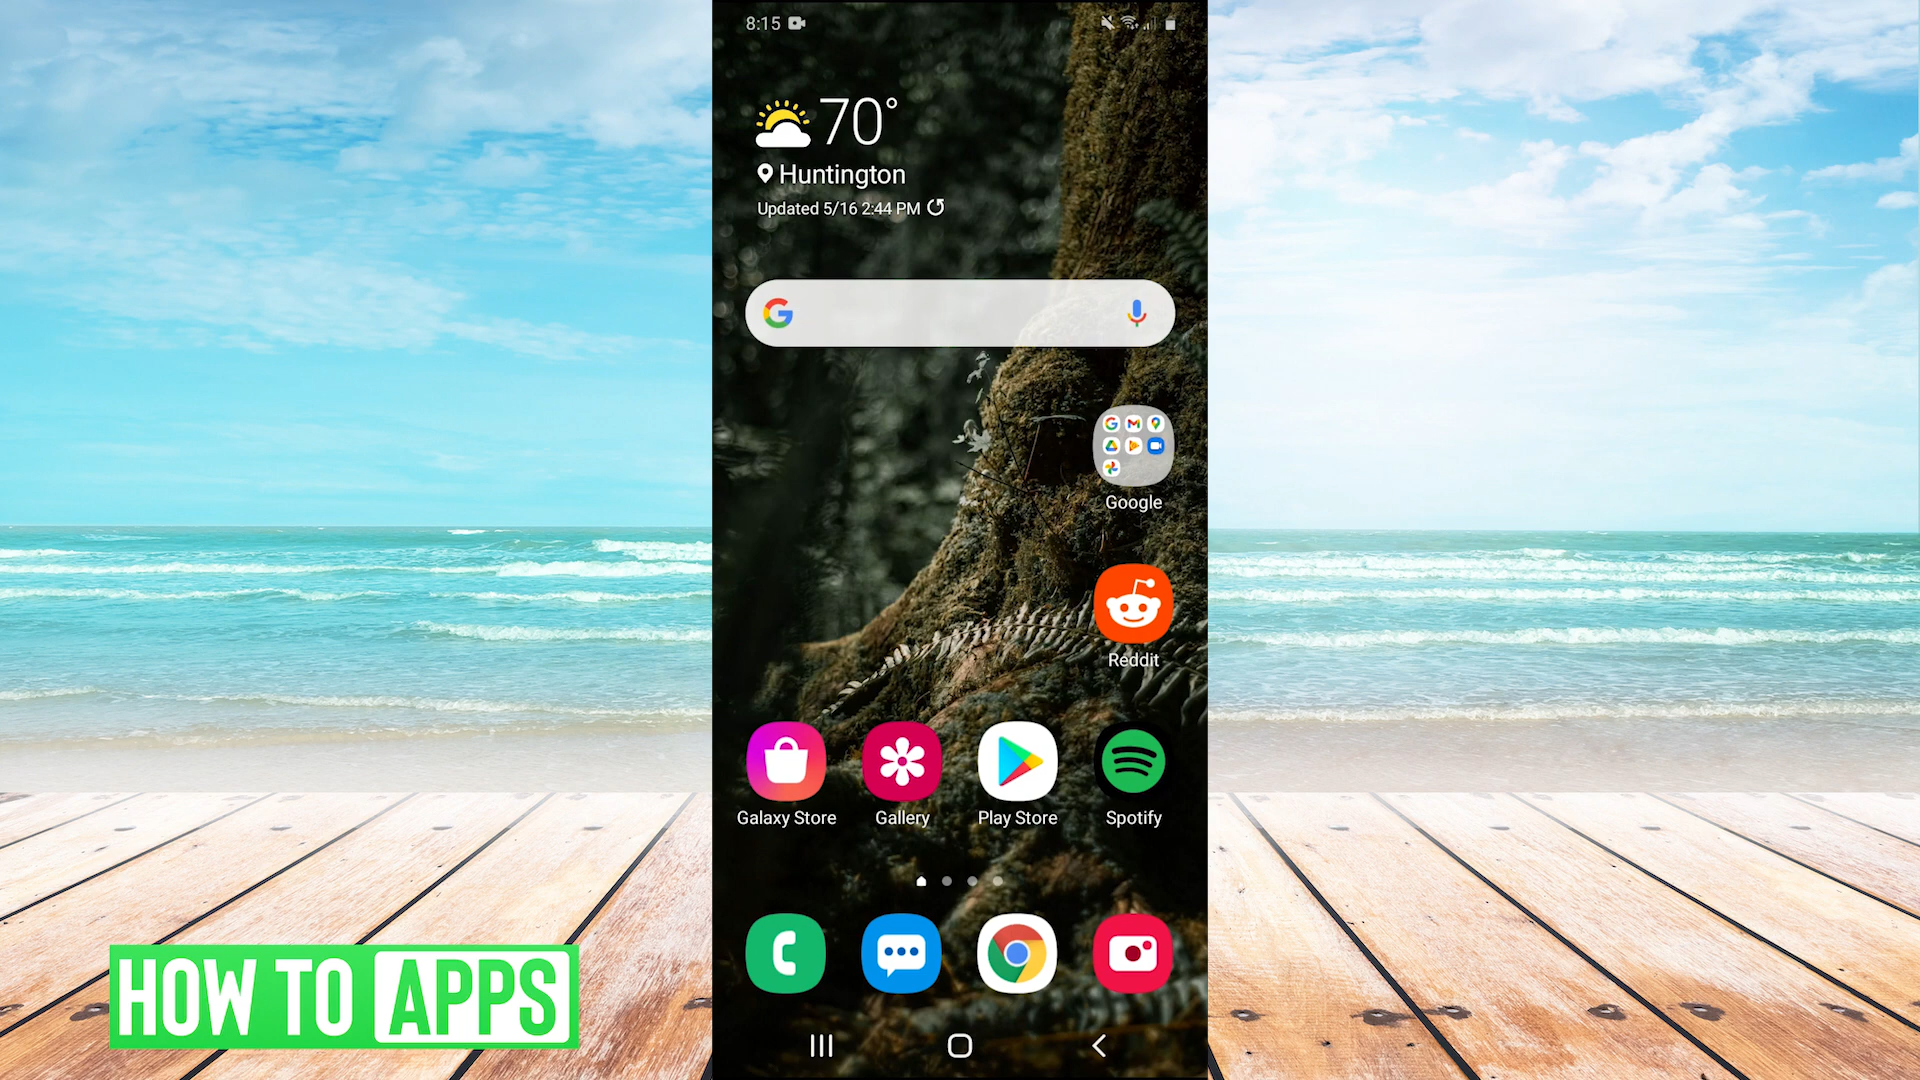 8:15
70°
Huntington
Updated 5/16 2:44 PM
Google
Reddit
Galaxy Store
Gallery
Play Store
Spotify
HOW TO APPS